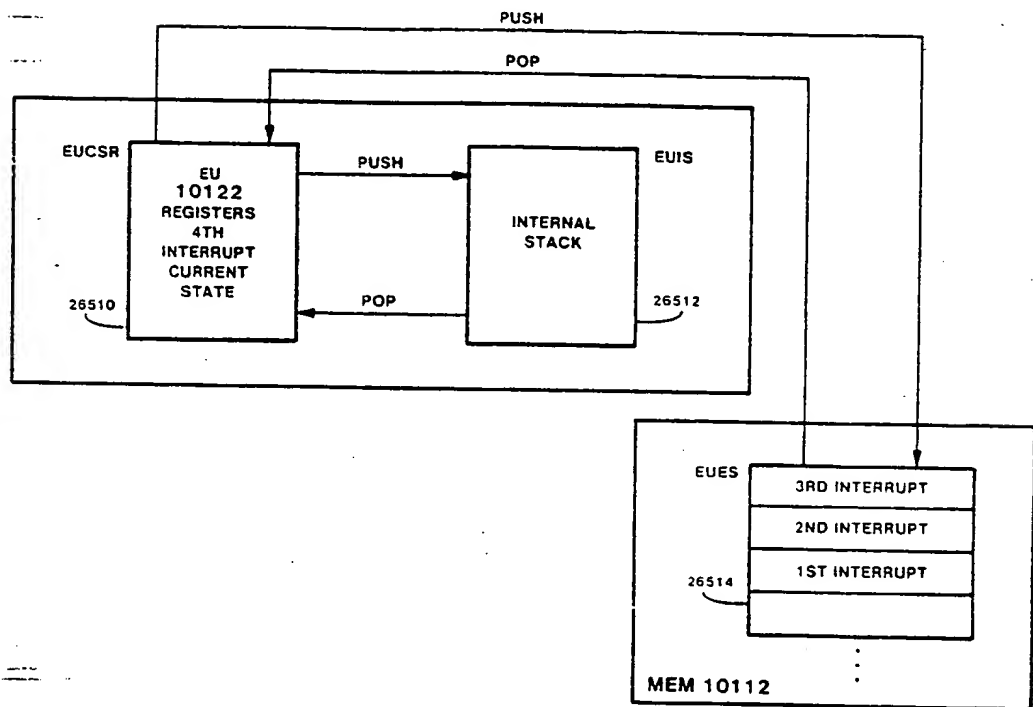 PUSH
POP
EUCSR
EU
10122
REGISTERS
4TH
INTERRUPT
CURRENT
STATE
26510
PUSH
POP
EUIS
INTERNAL
STACK
26512
EUES
3RD INTERRUPT
2ND INTERRUPT
1ST INTERRUPT
26514
MEM 10112